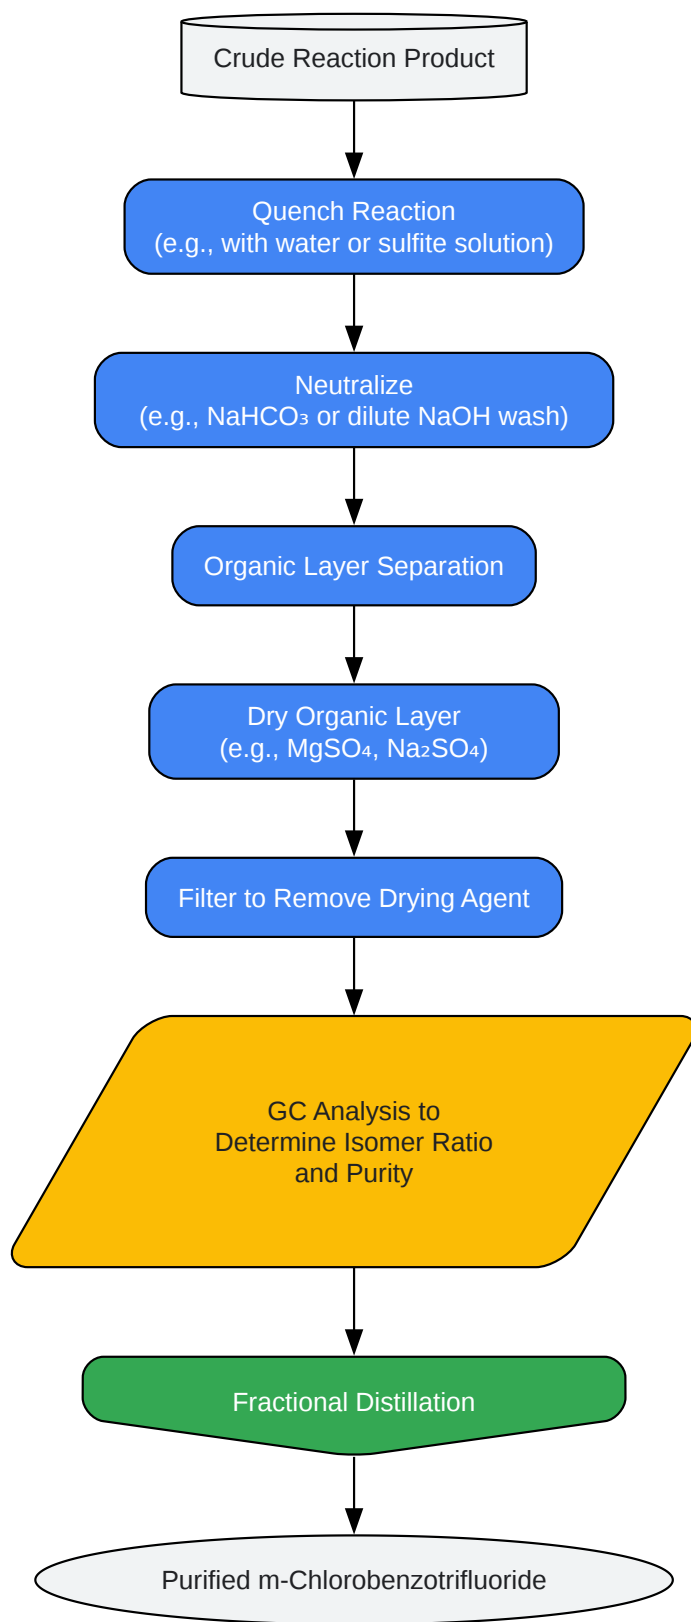 Crude Reaction Product
Quench Reaction
(e.g., with water or sulfite solution)
Neutralize
(e.g., NaHCO₃ or dilute NaOH wash)
Organic Layer Separation
Dry Organic Layer
(e.g., MgSO₄, Na₂SO₄)
Filter to Remove Drying Agent
GC Analysis to
Determine Isomer Ratio
and Purity
Fractional Distillation
Purified m-Chlorobenzotrifluoride